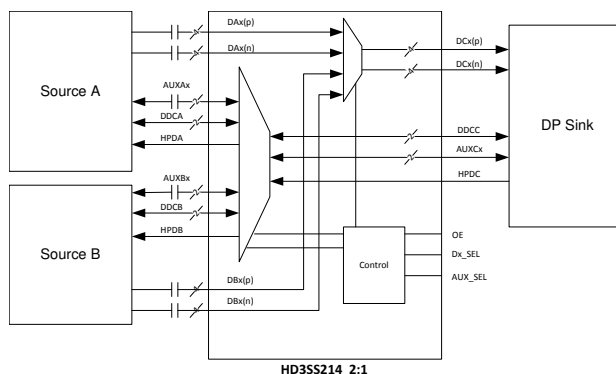 Source A
DAx(p)
DAx(n)
AUXAx
DDCA
HPDA
DCx(p)
DCx(n)
DP Sink
DDCC
AUXCx
HPDC
Source B
AUXBx
DDCB
HPDB
DBx(p)
DBx(n)
Control
OE
Dx_SEL
AUX_SEL
HD3SS214 2:1